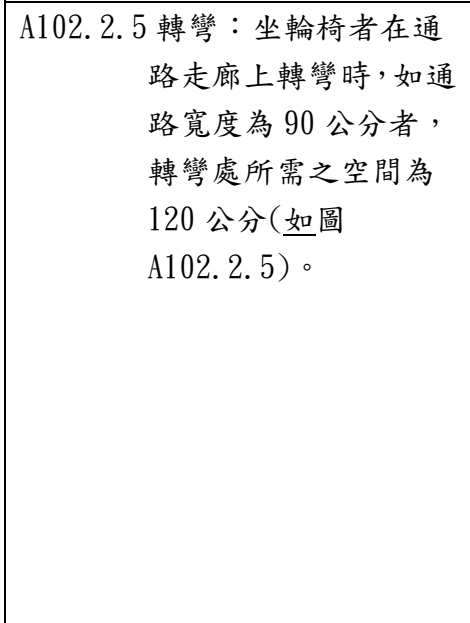 A102.2.5 轉彎：坐輪椅者在通
路走廊上轉彎時，如通
路寬度為 90 公分者，
轉彎處所需之空間為
120 公分(如圖
A102.2.5)。